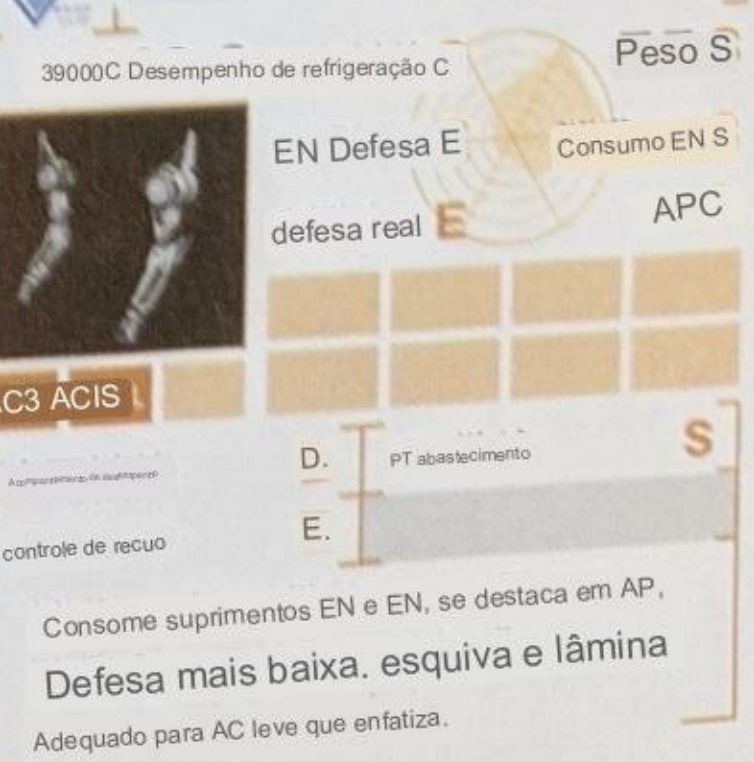 39000C Desempenho de refrigeração C
Peso S
EN Defesa E
Consumo EN S
defesa real E
APC
C3 ACIS
D.
PT abastecimento
S
controle de recuo
E.
Consome suprimentos EN e EN, se destaca em AP,
Defesa mais baixa. esquiva e lâmina
Adequado para AC leve que enfatiza.